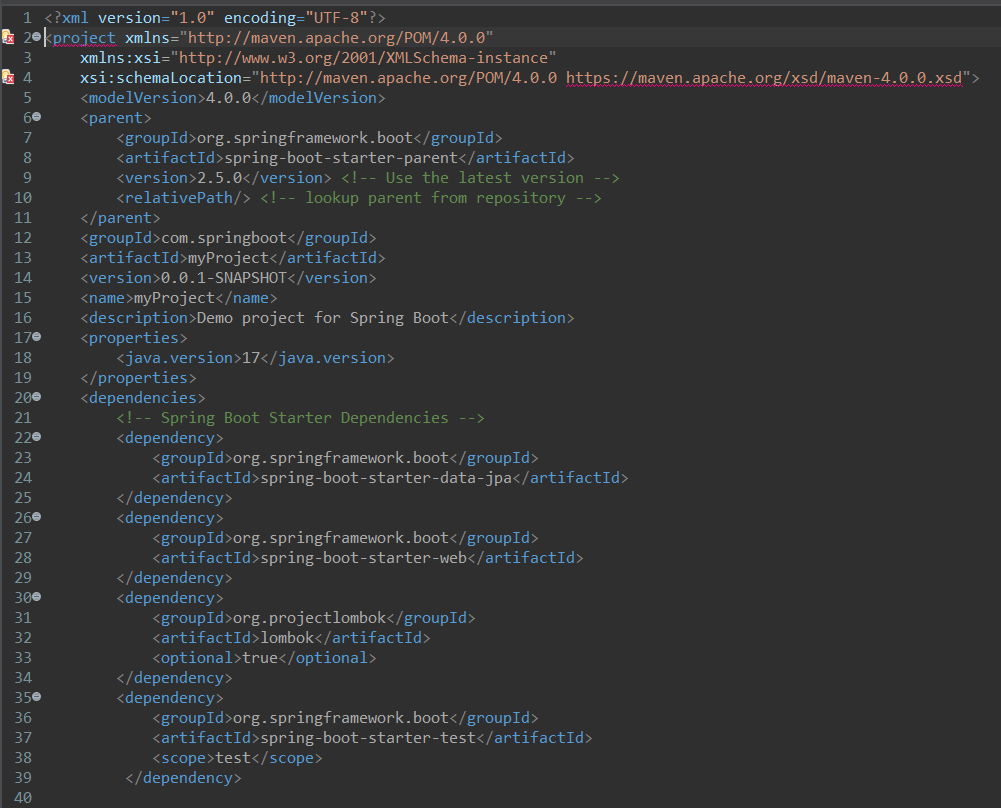 1 <?xml version="1.0" encoding="UTF-8"?>
2 <project xmlns="http://maven.apache.org/POM/4.0.0"
3     xmlns:xsi="http://www.w3.org/2001/XMLSchema-instance"
4     xsi:schemaLocation="http://maven.apache.org/POM/4.0.0 https://maven.apache.org/xsd/maven-4.0.0.xsd">
5     <modelVersion>4.0.0</modelVersion>
6     <parent>
7         <groupId>org.springframework.boot</groupId>
8         <artifactId>spring-boot-starter-parent</artifactId>
9         <version>2.5.0</version> <!-- Use the latest version -->
10         <relativePath/> <!-- lookup parent from repository -->
11     </parent>
12     <groupId>com.springboot</groupId>
13     <artifactId>myProject</artifactId>
14     <version>0.0.1-SNAPSHOT</version>
15     <name>myProject</name>
16     <description>Demo project for Spring Boot</description>
17     <properties>
18         <java.version>17</java.version>
19     </properties>
20     <dependencies>
21         <!-- Spring Boot Starter Dependencies -->
22         <dependency>
23             <groupId>org.springframework.boot</groupId>
24             <artifactId>spring-boot-starter-data-jpa</artifactId>
25         </dependency>
26         <dependency>
27             <groupId>org.springframework.boot</groupId>
28             <artifactId>spring-boot-starter-web</artifactId>
29         </dependency>
30         <dependency>
31             <groupId>org.projectlombok</groupId>
32             <artifactId>lombok</artifactId>
33             <optional>true</optional>
34         </dependency>
35         <dependency>
36             <groupId>org.springframework.boot</groupId>
37             <artifactId>spring-boot-starter-test</artifactId>
38             <scope>test</scope>
39          </dependency>
40